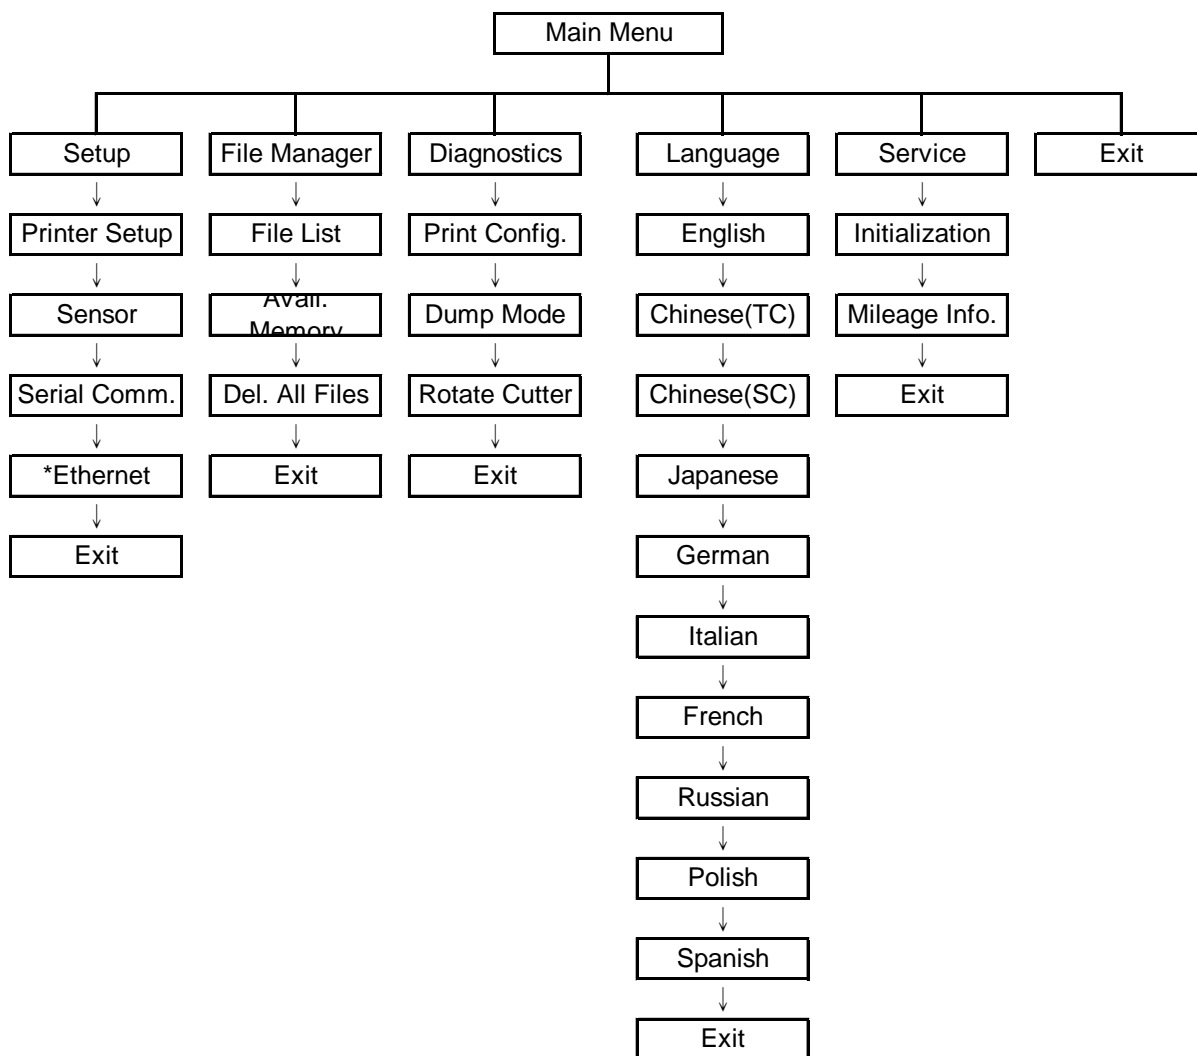 Main Menu
Setup
File Manager
Diagnostics
Language
Service
Exit
Printer Setup
File List
Print Config.
English
Initialization
Sensor
Avail.
Memory
Dump Mode
Chinese(TC)
Mileage Info.
Serial Comm.
Del. All Files
Rotate Cutter
Chinese(SC)
Exit
*Ethernet
Exit
Exit
Japanese
Exit
German
Italian
French
Russian
Polish
Spanish
Exit